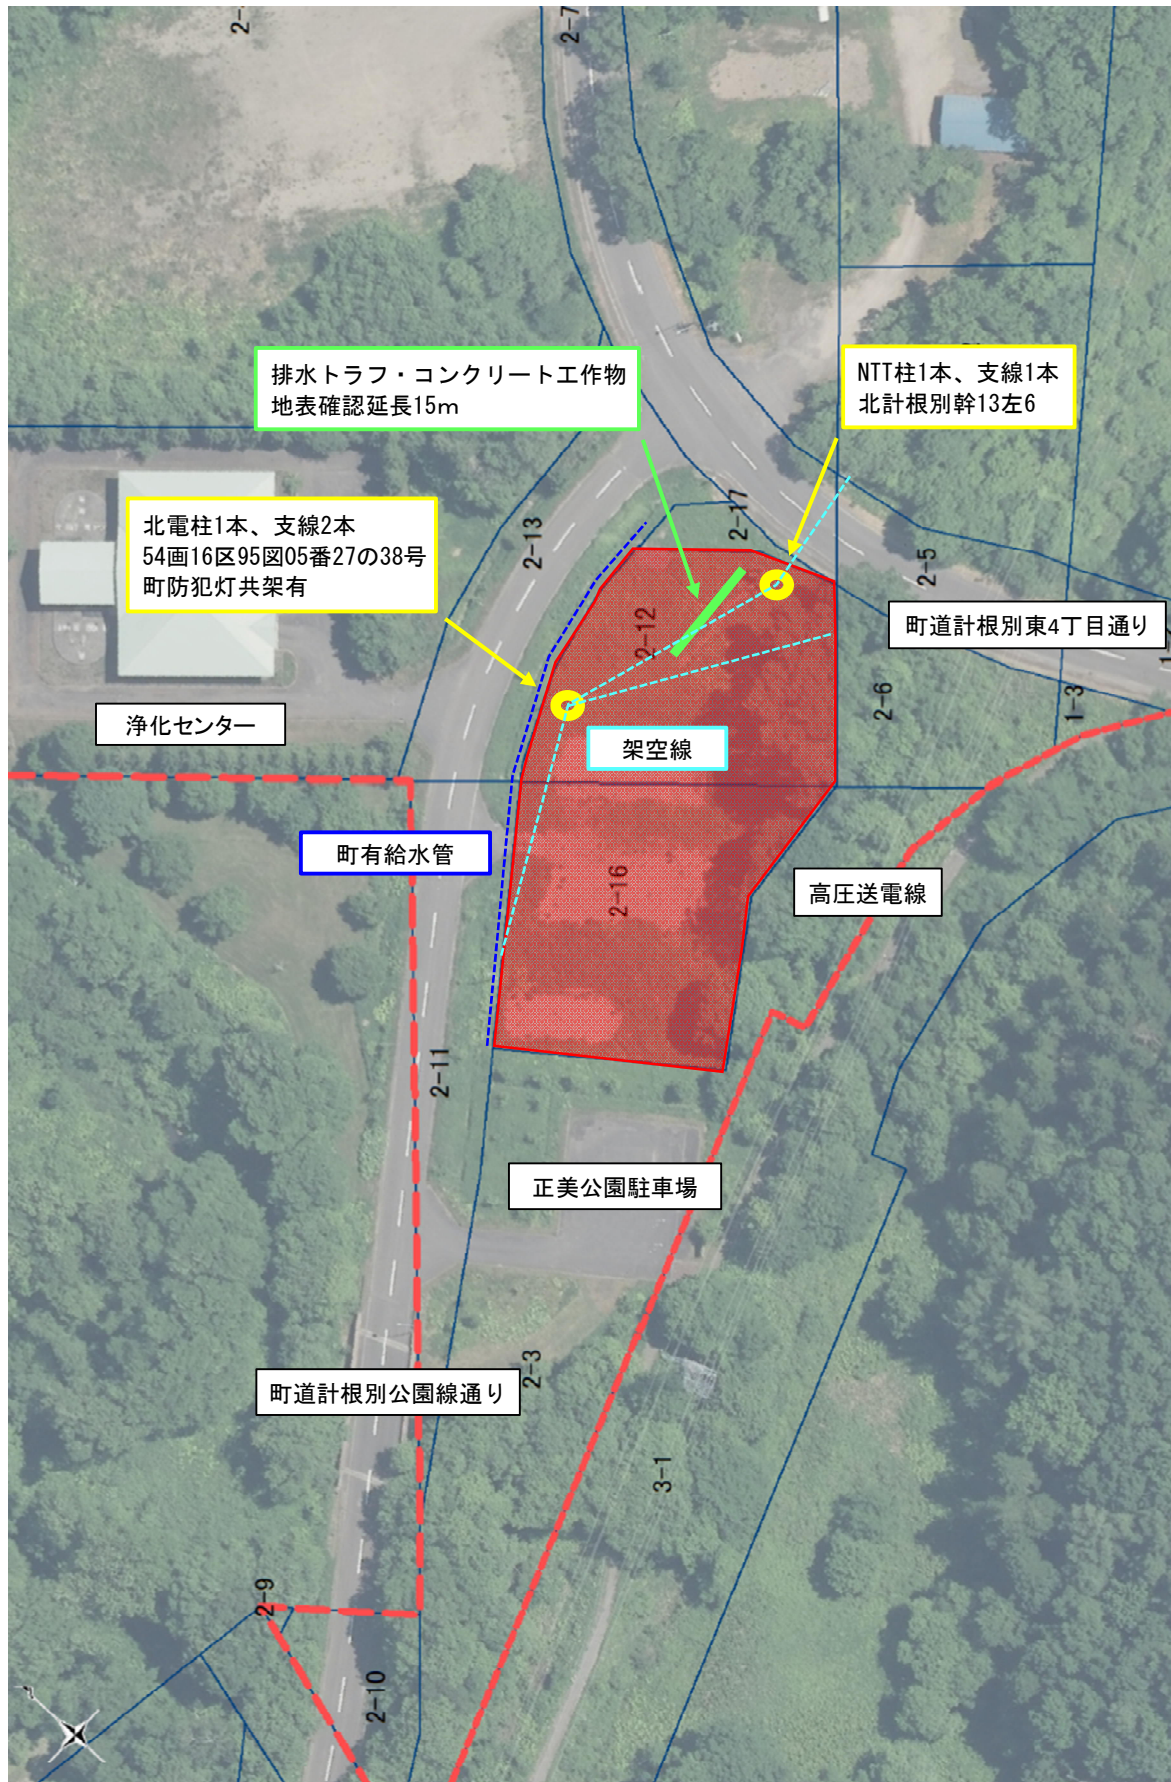 2-7
排水トラフ・コンクリート工作物
地表確認延長15m
NTT柱1本、支線1本
北計根別幹13左6
北電柱1本、支線2本
54画16区95図05番27の38号
町防犯灯共架有
2-13
2-17
2-5
2-12
町道計根別東4丁目通り
2-6
1-3
浄化センター
架空線
町有給水管
2-16
高圧送電線
2-11
正美公園駐車場
2-3
町道計根別公園線通り
3-1
2-9
2-10